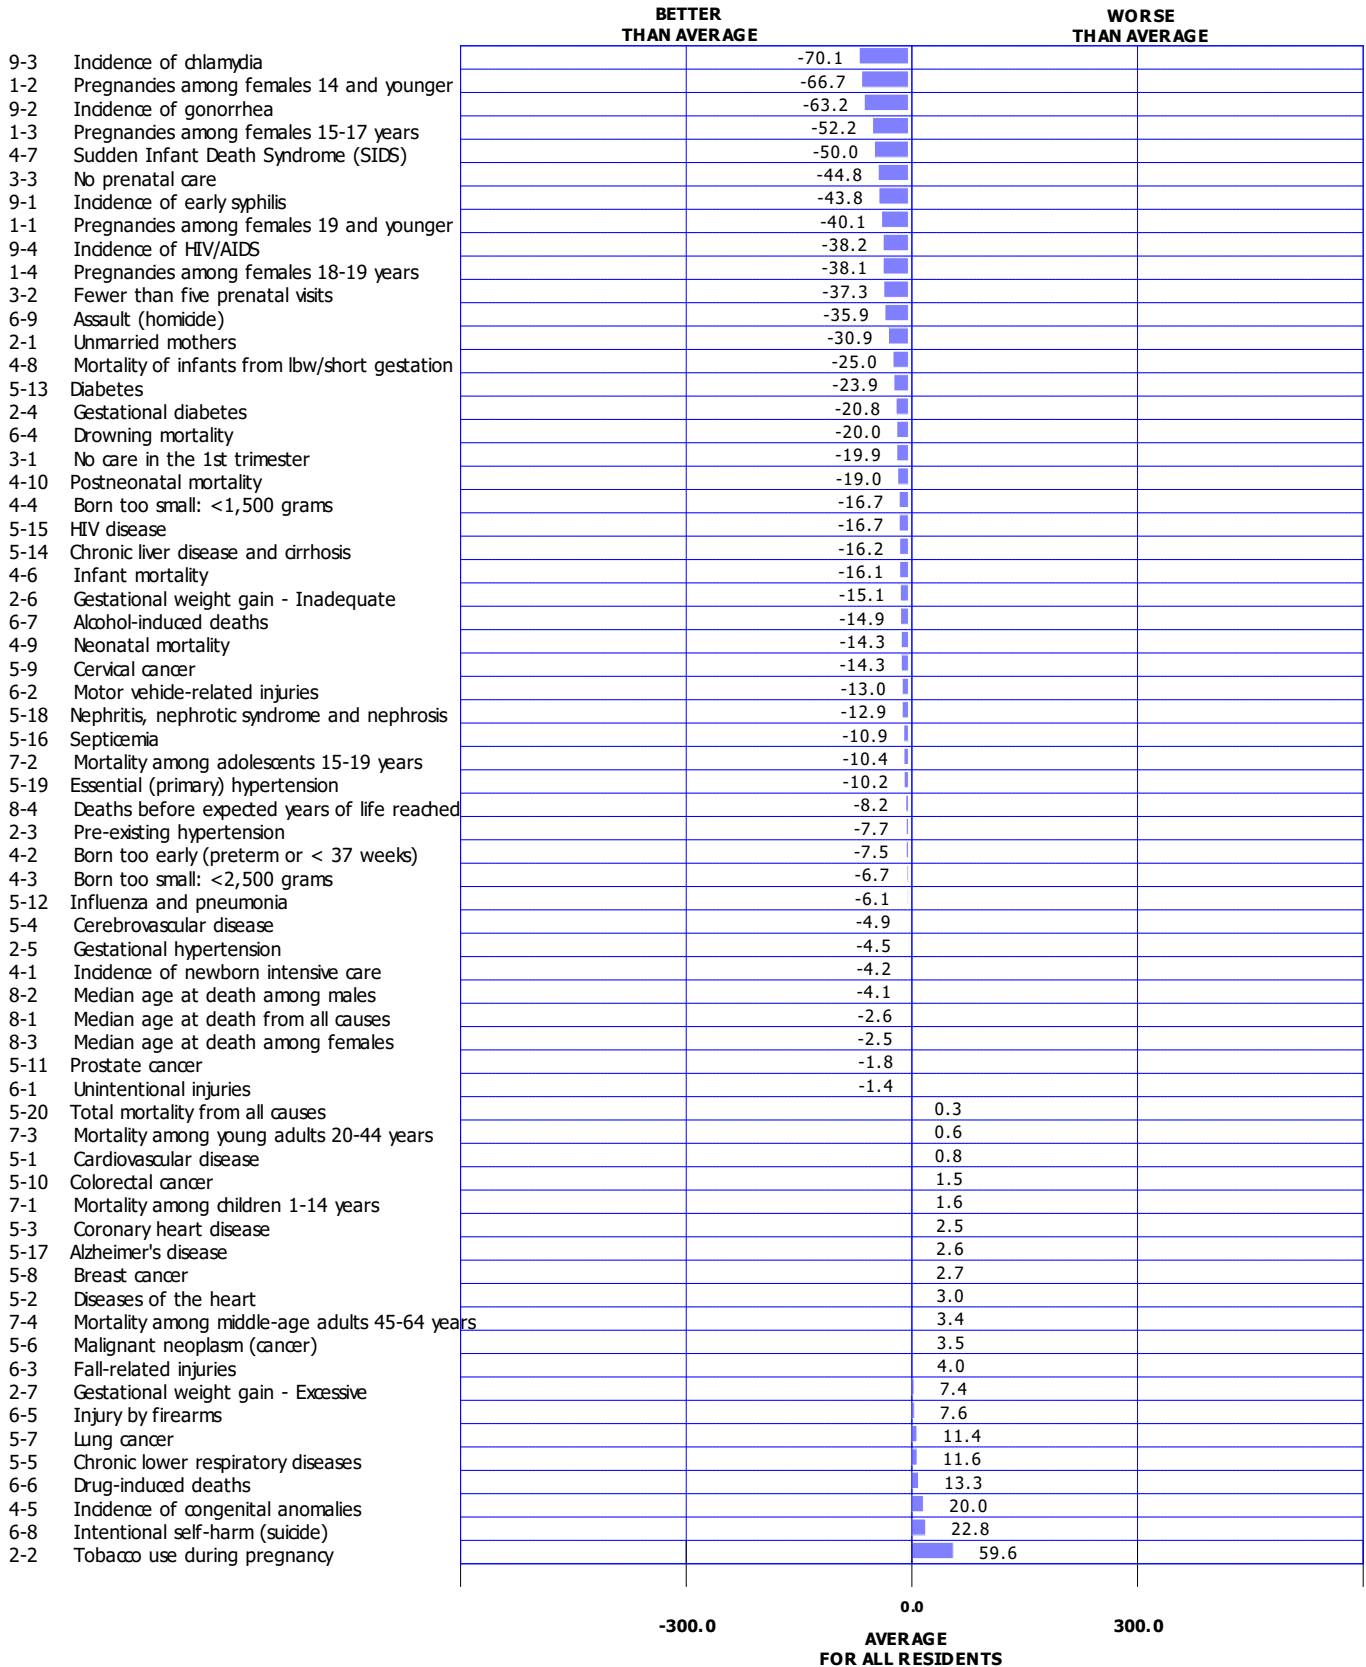 BETTER
THAN AVERAGE
WORSE
THAN AVERAGE
9-3 Incidence of chlamydia -70.1
1-2 Pregnancies among females 14 and younger -66.7
9-2 Incidence of gonorrhea -63.2
1-3 Pregnancies among females 15-17 years -52.2
4-7 Sudden Infant Death Syndrome (SIDS) -50.0
3-3 No prenatal care -44.8
9-1 Incidence of early syphilis -43.8
1-1 Pregnancies among females 19 and younger -40.1
9-4 Incidence of HIV/AIDS -38.2
1-4 Pregnancies among females 18-19 years -38.1
3-2 Fewer than five prenatal visits -37.3
6-9 Assault (homicide) -35.9
2-1 Unmarried mothers -30.9
4-8 Mortality of infants from lbw/short gestation -25.0
5-13 Diabetes -23.9
2-4 Gestational diabetes -20.8
6-4 Drowning mortality -20.0
3-1 No care in the 1st trimester -19.9
4-10 Postneonatal mortality -19.0
4-4 Born too small: <1,500 grams -16.7
5-15 HIV disease -16.7
5-14 Chronic liver disease and cirrhosis -16.2
4-6 Infant mortality -16.1
2-6 Gestational weight gain - Inadequate -15.1
6-7 Alcohol-induced deaths -14.9
4-9 Neonatal mortality -14.3
5-9 Cervical cancer -14.3
6-2 Motor vehicle-related injuries -13.0
5-18 Nephritis, nephrotic syndrome and nephrosis -12.9
5-16 Septicemia -10.9
7-2 Mortality among adolescents 15-19 years -10.4
5-19 Essential (primary) hypertension -10.2
8-4 Deaths before expected years of life reached -8.2
2-3 Pre-existing hypertension -7.7
4-2 Born too early (preterm or < 37 weeks) -7.5
4-3 Born too small: <2,500 grams -6.7
5-12 Influenza and pneumonia -6.1
5-4 Cerebrovascular disease -4.9
2-5 Gestational hypertension -4.5
4-1 Incidence of newborn intensive care -4.2
8-2 Median age at death among males -4.1
8-1 Median age at death from all causes -2.6
8-3 Median age at death among females -2.5
5-11 Prostate cancer -1.8
6-1 Unintentional injuries -1.4
5-20 Total mortality from all causes 0.3
7-3 Mortality among young adults 20-44 years 0.6
5-1 Cardiovascular disease 0.8
5-10 Colorectal cancer 1.5
7-1 Mortality among children 1-14 years 1.6
5-3 Coronary heart disease 2.5
5-17 Alzheimer's disease 2.6
5-8 Breast cancer 2.7
5-2 Diseases of the heart 3.0
7-4 Mortality among middle-age adults 45-64 years 3.4
5-6 Malignant neoplasm (cancer) 3.5
6-3 Fall-related injuries 4.0
2-7 Gestational weight gain - Excessive 7.4
6-5 Injury by firearms 7.6
5-7 Lung cancer 11.4
5-5 Chronic lower respiratory diseases 11.6
6-6 Drug-induced deaths 13.3
4-5 Incidence of congenital anomalies 20.0
6-8 Intentional self-harm (suicide) 22.8
2-2 Tobacco use during pregnancy 59.6
-300.0 0.0 300.0
AVERAGE
FOR ALL RESIDENTS